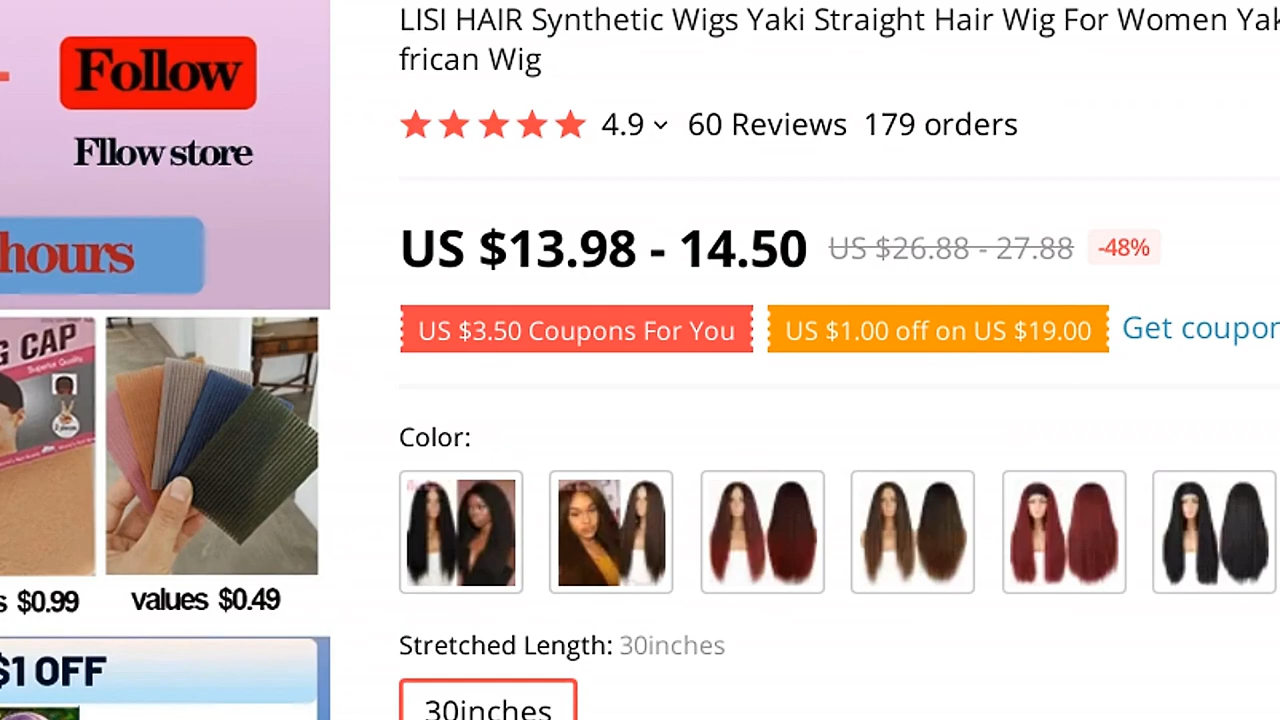 Follow
Fllow store
hours
G CAP
Superior Quality
s $0.99
values $0.49
$1 OFF
LISI HAIR Synthetic Wigs Yaki Straight Hair Wig For Women Yak
frican Wig
4.9 60 Reviews 179 orders
US $13.98 - 14.50 US $26.88 - 27.88 -48%
US $3.50 Coupons For You US $1.00 off on US $19.00 Get coupon
Color:
Stretched Length: 30inches
30inches